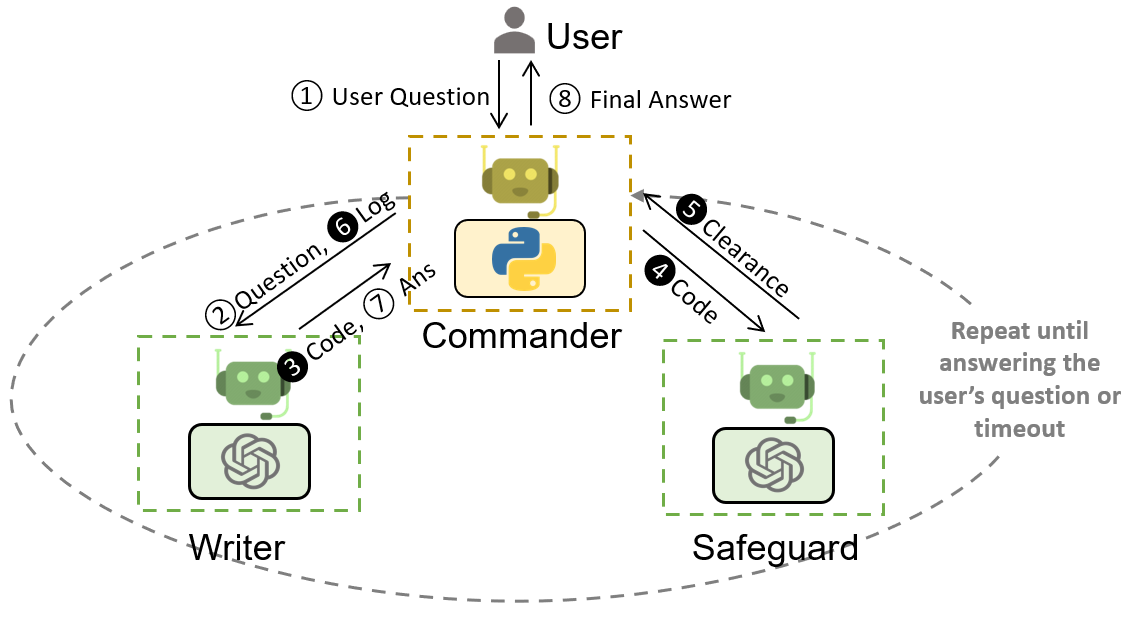 User
① User Question
⑧ Final Answer
② Question, ❻ Log
❸ Code, ⑦ Ans
❺ Clearance
❹ Code
Commander
Repeat until
answering the
user's question or
timeout
Writer
Safeguard